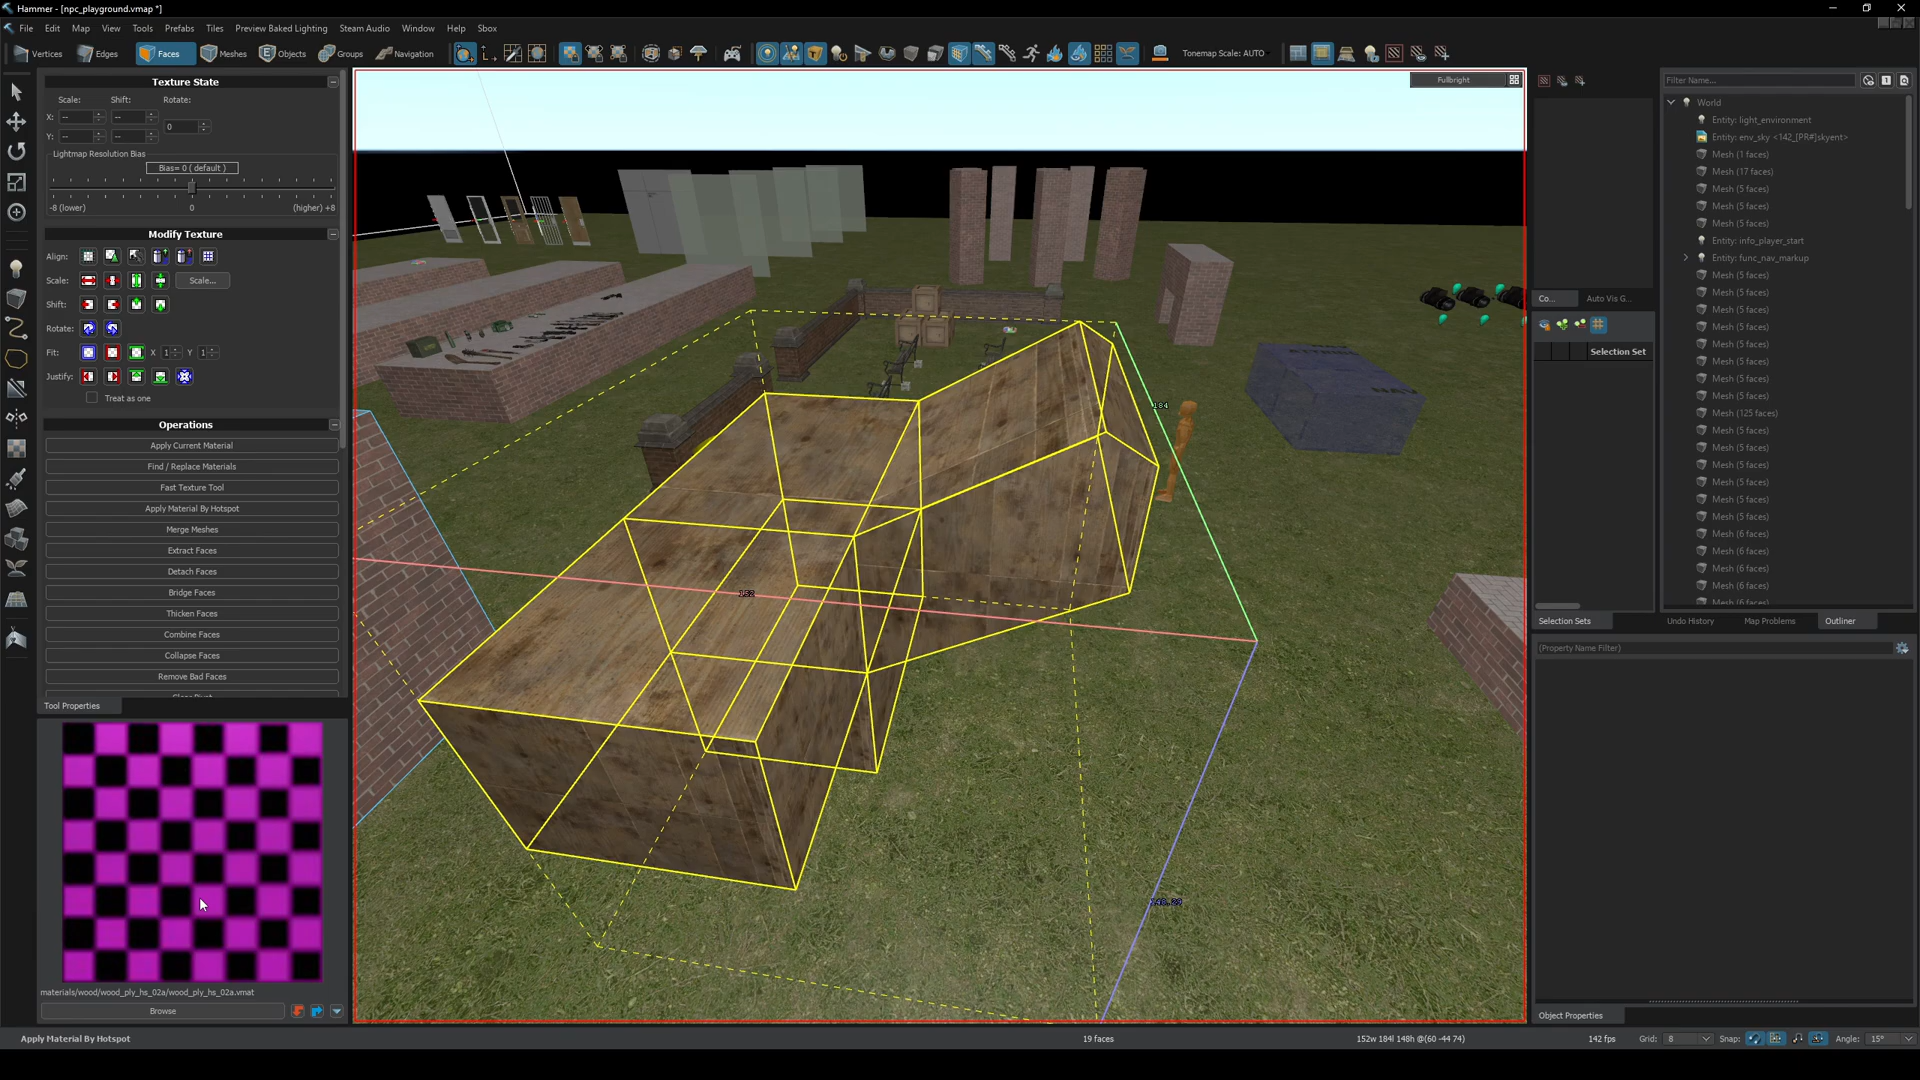 Hammer - [npc_playground.vmap *]
File Edit Map View Tools Prefabs Tiles Preview Baked Lighting Steam Audio Window Help Sbox
Vertices Edges Faces Meshes Objects Groups Navigation Tonemap Scale: AUTO
Texture State
Scale: Shift: Rotate:
X: -- -- 0
Y: -- --
Lightmap Resolution Bias
Bias= 0 ( default )
-8 (lower) 0 (higher) +8
Modify Texture
Align:
Scale: Scale...
Shift:
Rotate:
Fit: X 1 Y 1
Justify:
Treat as one
Operations
Apply Current Material
Find / Replace Materials
Fast Texture Tool
Apply Material By Hotspot
Merge Meshes
Extract Faces
Detach Faces
Bridge Faces
Thicken Faces
Combine Faces
Collapse Faces
Remove Bad Faces
Tool Properties
materials/wood/wood_ply_hs_02a/wood_ply_hs_02a.vmat
Browse
Fullbright
184
152
Co... Auto Vis G...
Selection Set
Selection Sets
Filter Name...
World
Entity: light_environment
Entity: env_sky <142_[PR#]skyent>
Mesh (1 faces)
Mesh (17 faces)
Mesh (5 faces)
Mesh (5 faces)
Mesh (5 faces)
Entity: info_player_start
Entity: func_nav_markup
Mesh (5 faces)
Mesh (5 faces)
Mesh (5 faces)
Mesh (5 faces)
Mesh (5 faces)
Mesh (5 faces)
Mesh (5 faces)
Mesh (5 faces)
Mesh (125 faces)
Mesh (5 faces)
Mesh (5 faces)
Mesh (5 faces)
Mesh (5 faces)
Mesh (5 faces)
Mesh (5 faces)
Mesh (6 faces)
Mesh (6 faces)
Mesh (6 faces)
Mesh (6 faces)
Mesh (6 faces)
Undo History Map Problems Outliner
(Property Name Filter)
Object Properties
Apply Material By Hotspot 19 faces 152w 184l 148h @(60 -44 74) 142 fps Grid: 8 Snap: Angle: 15°